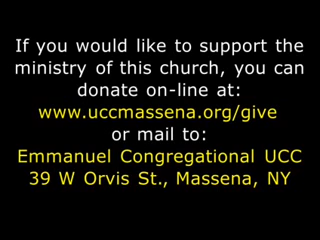 If you would like to support the
ministry of this church, you can
donate on-line at:
www.uccmassena.org/give
or mail to:
Emmanuel Congregational UCC
39 W Orvis St., Massena, NY